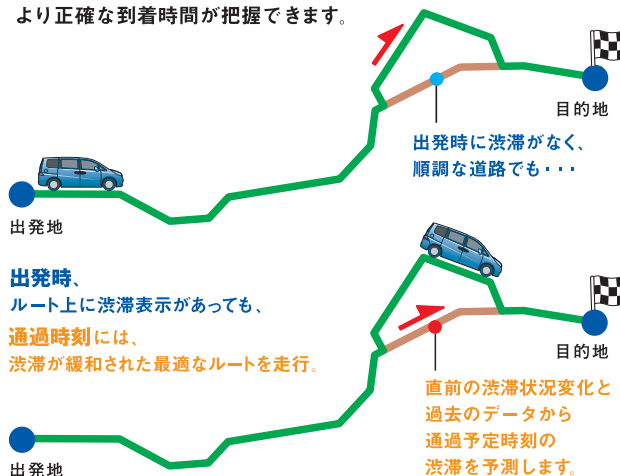 より正確な到着時間が把握できます。
目的地
出発時に渋滞がなく、
順調な道路でも・・・
出発地
出発時、
ルート上に渋滞表示があっても、
通過時刻には、
渋滞が緩和された最適なルートを走行。
目的地
直前の渋滞状況変化と
過去のデータから
通過予定時刻の
渋滞を予測します。
出発地